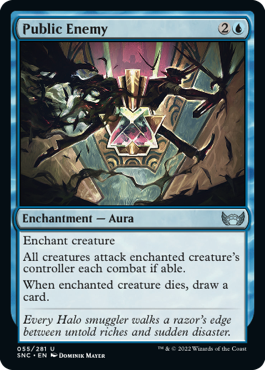 Public Enemy 2
Enchantment — Aura
Enchant creature
All creatures attack enchanted creature's
controller each combat if able.
When enchanted creature dies, draw a
card.
Every Halo smuggler walks a razor's edge
between untold riches and sudden disaster.
055/281 U
SNC • EN DOMINIK MAYER
™ & © 2022 Wizards of the Coast